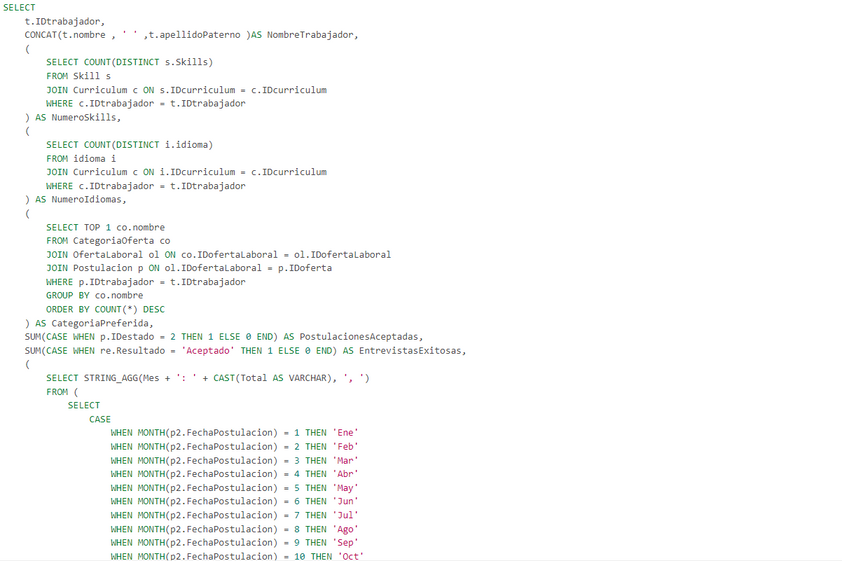 SELECT
    t.IDtrabajador,
    CONCAT(t.nombre , ' ' ,t.apellidoPaterno )AS NombreTrabajador,
    (
        SELECT COUNT(DISTINCT s.Skills)
        FROM Skill s
        JOIN Curriculum c ON s.IDcurriculum = c.IDcurriculum
        WHERE c.IDtrabajador = t.IDtrabajador
    ) AS NumeroSkills,
    (
        SELECT COUNT(DISTINCT i.idioma)
        FROM idioma i
        JOIN Curriculum c ON i.IDcurriculum = c.IDcurriculum
        WHERE c.IDtrabajador = t.IDtrabajador
    ) AS NumeroIdiomas,
    (
        SELECT TOP 1 co.nombre
        FROM CategoriaOferta co
        JOIN OfertaLaboral ol ON co.IDofertaLaboral = ol.IDofertaLaboral
        JOIN Postulacion p ON ol.IDofertaLaboral = p.IDoferta
        WHERE p.IDtrabajador = t.IDtrabajador
        GROUP BY co.nombre
        ORDER BY COUNT(*) DESC
    ) AS CategoriaPreferida,
    SUM(CASE WHEN p.IDestado = 2 THEN 1 ELSE 0 END) AS PostulacionesAceptadas,
    SUM(CASE WHEN re.Resultado = 'Aceptado' THEN 1 ELSE 0 END) AS EntrevistasExitosas,
    (
        SELECT STRING_AGG(Mes + ': ' + CAST(Total AS VARCHAR), ', ')
        FROM (
            SELECT
                CASE
                    WHEN MONTH(p2.FechaPostulacion) = 1 THEN 'Ene'
                    WHEN MONTH(p2.FechaPostulacion) = 2 THEN 'Feb'
                    WHEN MONTH(p2.FechaPostulacion) = 3 THEN 'Mar'
                    WHEN MONTH(p2.FechaPostulacion) = 4 THEN 'Abr'
                    WHEN MONTH(p2.FechaPostulacion) = 5 THEN 'May'
                    WHEN MONTH(p2.FechaPostulacion) = 6 THEN 'Jun'
                    WHEN MONTH(p2.FechaPostulacion) = 7 THEN 'Jul'
                    WHEN MONTH(p2.FechaPostulacion) = 8 THEN 'Ago'
                    WHEN MONTH(p2.FechaPostulacion) = 9 THEN 'Sep'
                    WHEN MONTH(p2.FechaPostulacion) = 10 THEN 'Oct'